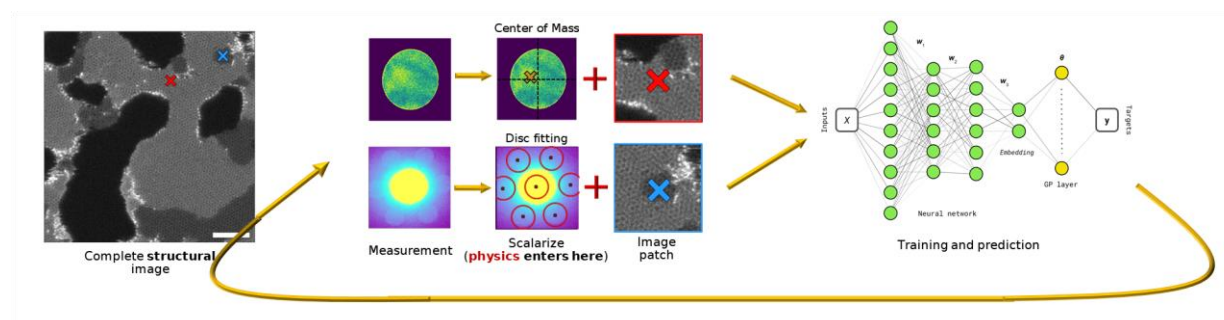 Complete structural
image
Measurement
Center of Mass
Disc fitting
Scalarize
(physics enters here)
Image
patch
Inputs
X
w₁
w₂
w₃
Embedding
Neural network
θ
GP layer
y
Targets
Training and prediction